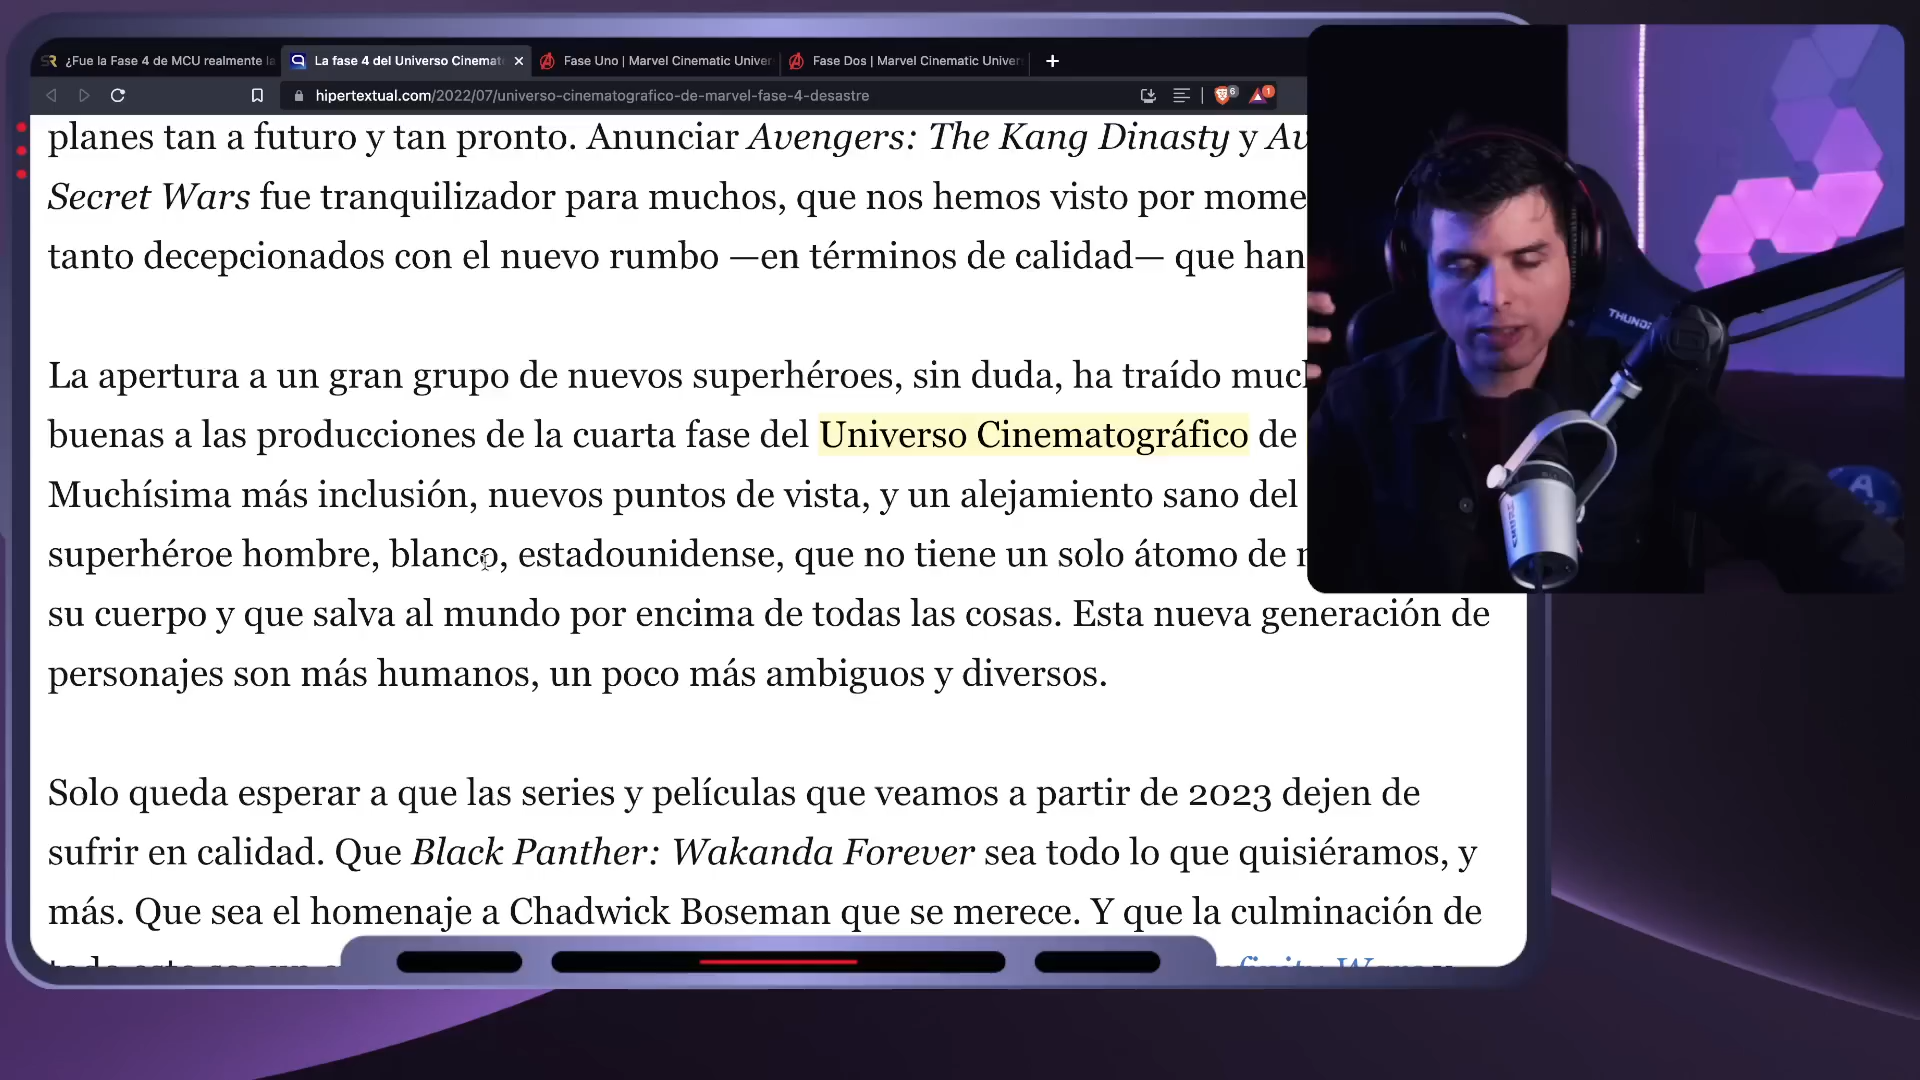 ¿Fue la Fase 4 de MCU realmente la
La fase 4 del Universo Cinemat
Fase Uno | Marvel Cinematic Univer
Fase Dos | Marvel Cinematic Univer
hipertextual.com/2022/07/universo-cinematografico-de-marvel-fase-4-desastre
6
1
planes tan a futuro y tan pronto. Anunciar Avengers: The Kang Dinasty y Av
Secret Wars fue tranquilizador para muchos, que nos hemos visto por mome
tanto decepcionados con el nuevo rumbo —en términos de calidad— que han
La apertura a un gran grupo de nuevos superhéroes, sin duda, ha traído much
buenas a las producciones de la cuarta fase del Universo Cinematográfico de
Muchísima más inclusión, nuevos puntos de vista, y un alejamiento sano del
superhéroe hombre, blanco, estadounidense, que no tiene un solo átomo de
su cuerpo y que salva al mundo por encima de todas las cosas. Esta nueva generación de
personajes son más humanos, un poco más ambiguos y diversos.
Solo queda esperar a que las series y películas que veamos a partir de 2023 dejen de
sufrir en calidad. Que Black Panther: Wakanda Forever sea todo lo que quisiéramos, y
más. Que sea el homenaje a Chadwick Boseman que se merece. Y que la culminación de
THUND
A